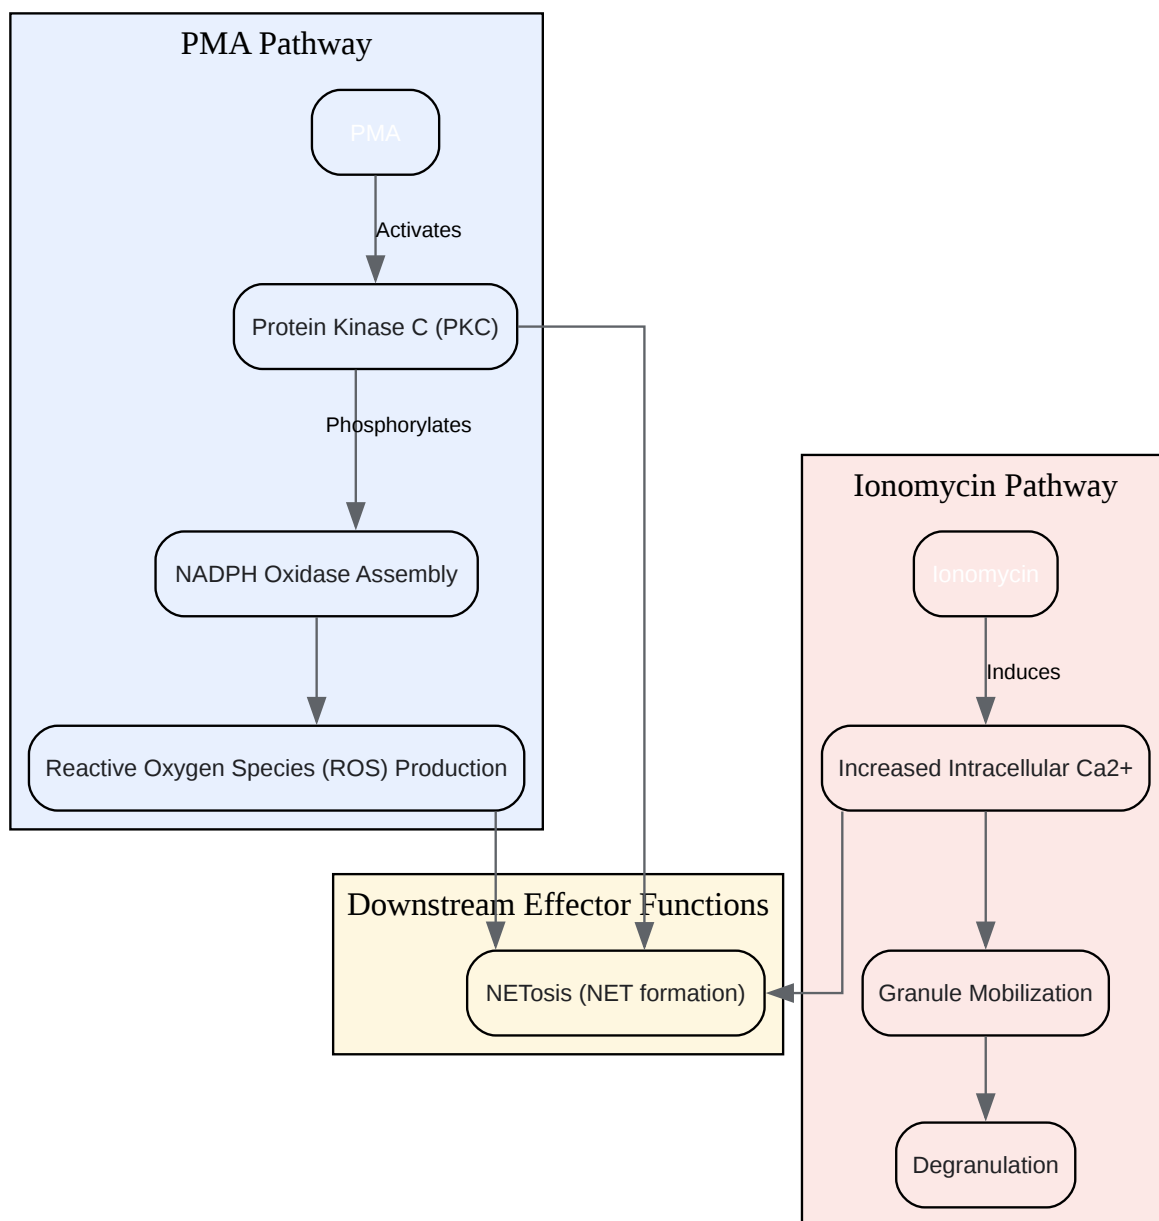 PMA Pathway
PMA
Activates
Protein Kinase C (PKC)
Phosphorylates
NADPH Oxidase Assembly
Reactive Oxygen Species (ROS) Production
Ionomycin Pathway
Ionomycin
Induces
Increased Intracellular Ca2+
Downstream Effector Functions
NETosis (NET formation)
Granule Mobilization
Degranulation